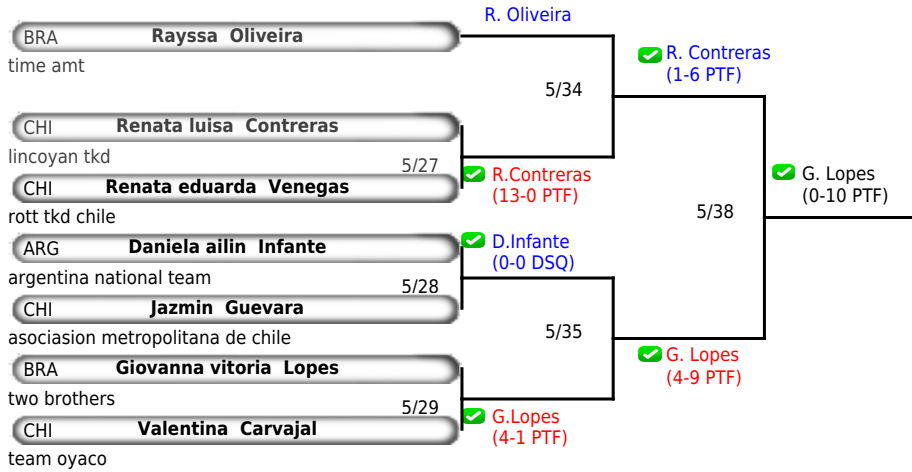 R. Oliveira
BRA Rayssa Oliveira
time amt
R. Contreras
(1-6 PTF)
5/34
CHI Renata luisa Contreras
lincoyan tkd
5/27
R.Contreras
(13-0 PTF)
CHI Renata eduarda Venegas
rott tkd chile
G. Lopes
(0-10 PTF)
5/38
ARG Daniela ailin Infante
argentina national team
D.Infante
(0-0 DSQ)
5/28
CHI Jazmin Guevara
asociasion metropolitana de chile
5/35
BRA Giovanna vitoria Lopes
two brothers
G. Lopes
(4-9 PTF)
5/29
G.Lopes
(4-1 PTF)
CHI Valentina Carvajal
team oyaco